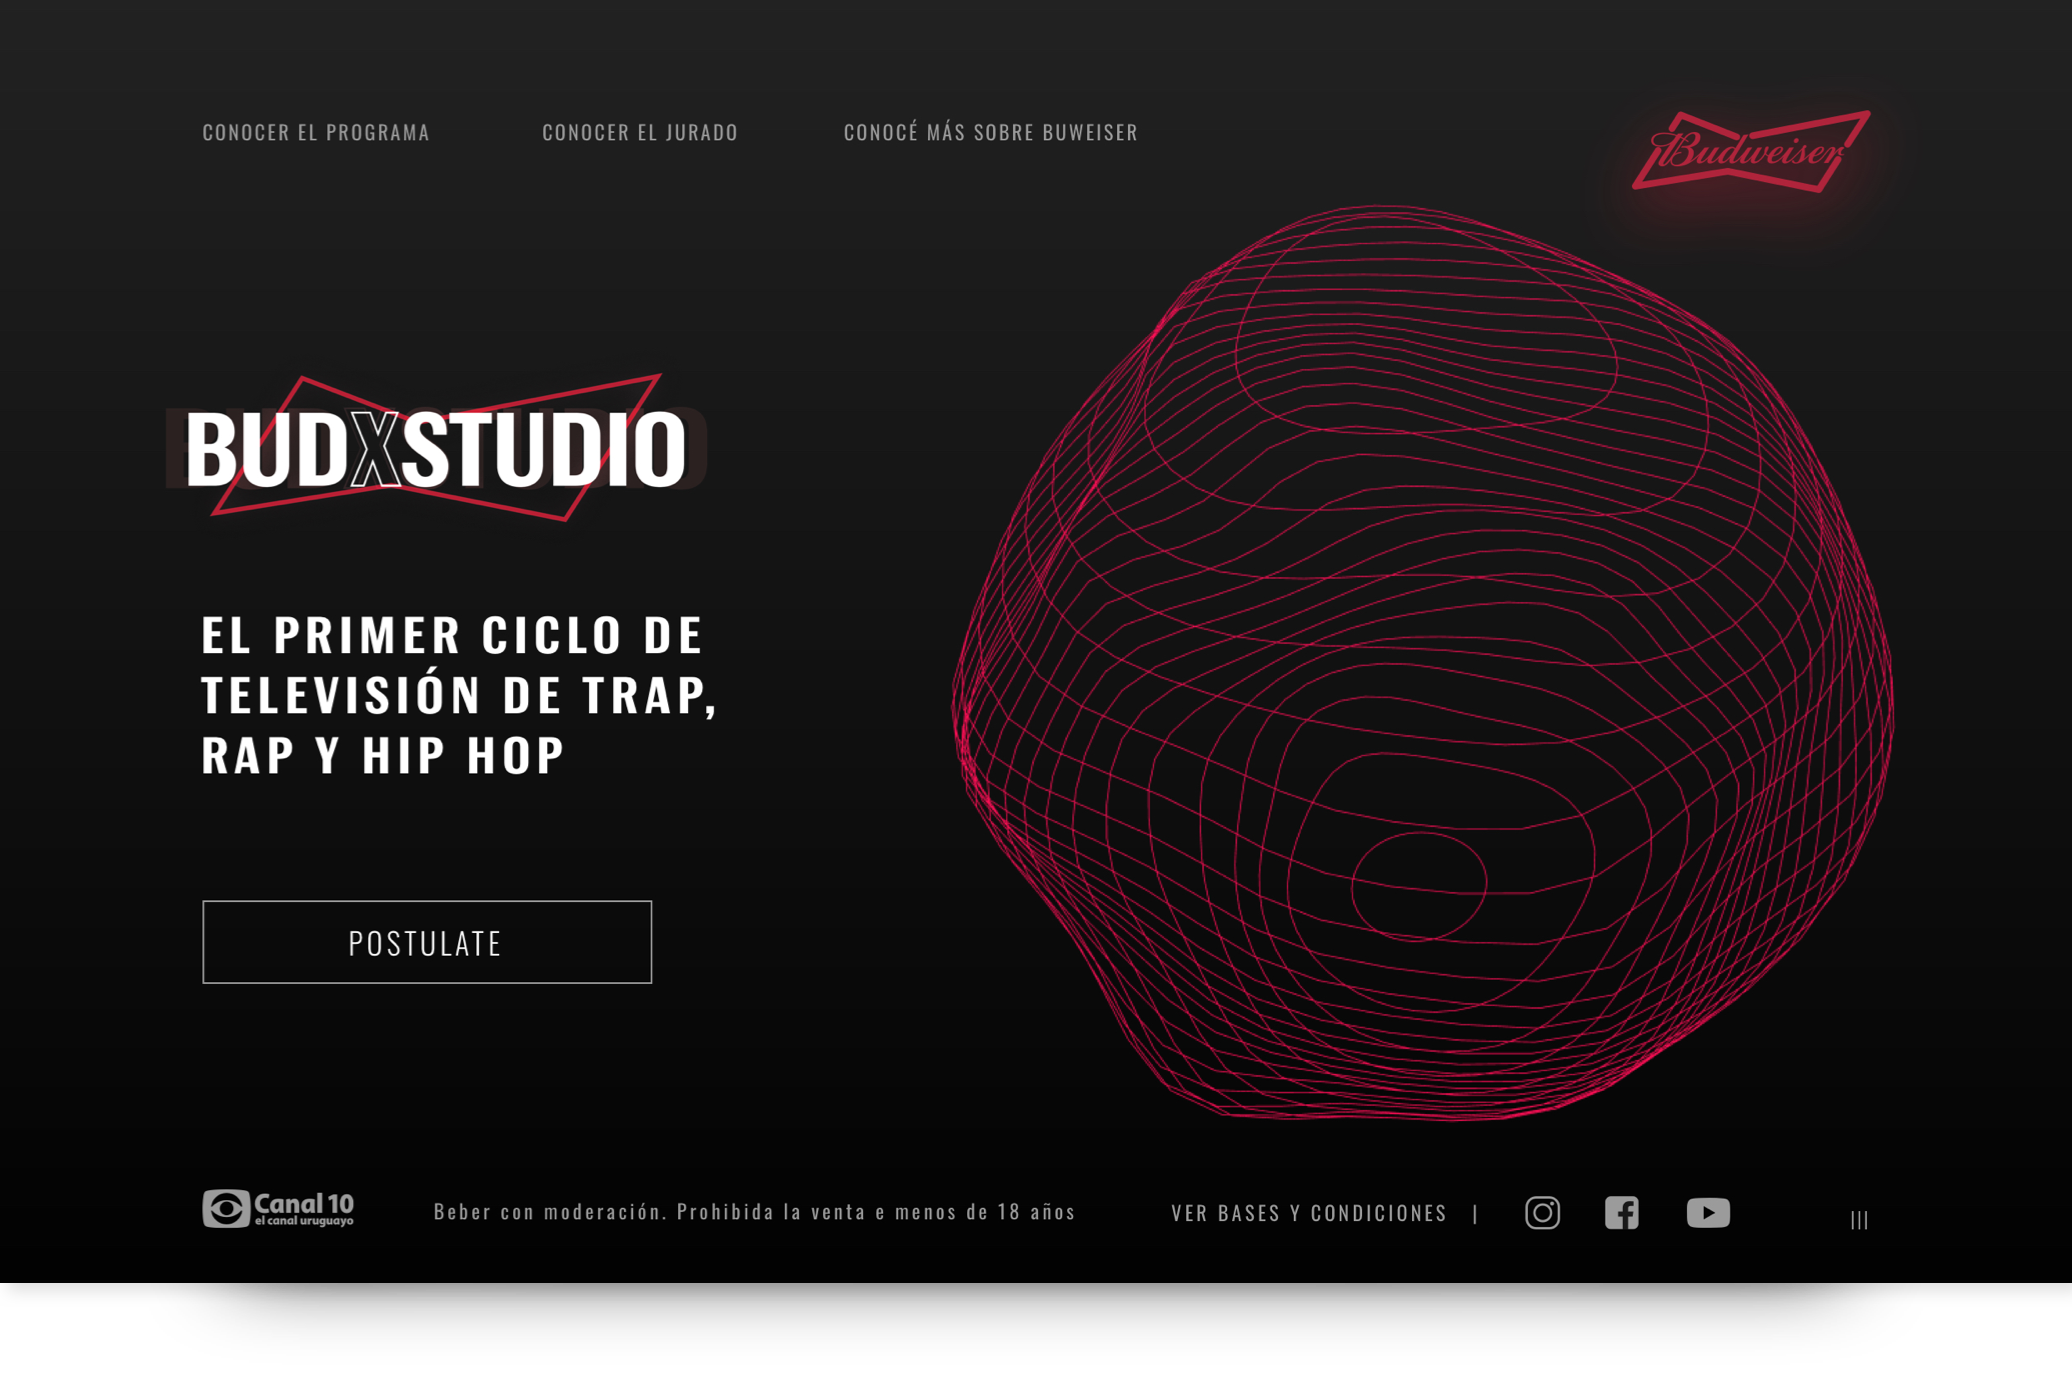 CONOCER EL PROGRAMA
CONOCER EL JURADO
CONOCÉ MÁS SOBRE BUWEISER
Budweiser
BUDXSTUDIO
EL PRIMER CICLO DE
TELEVISIÓN DE TRAP,
RAP Y HIP HOP
POSTULATE
Canal 10
el canal uruguayo
Beber con moderación. Prohibida la venta e menos de 18 años
VER BASES Y CONDICIONES |